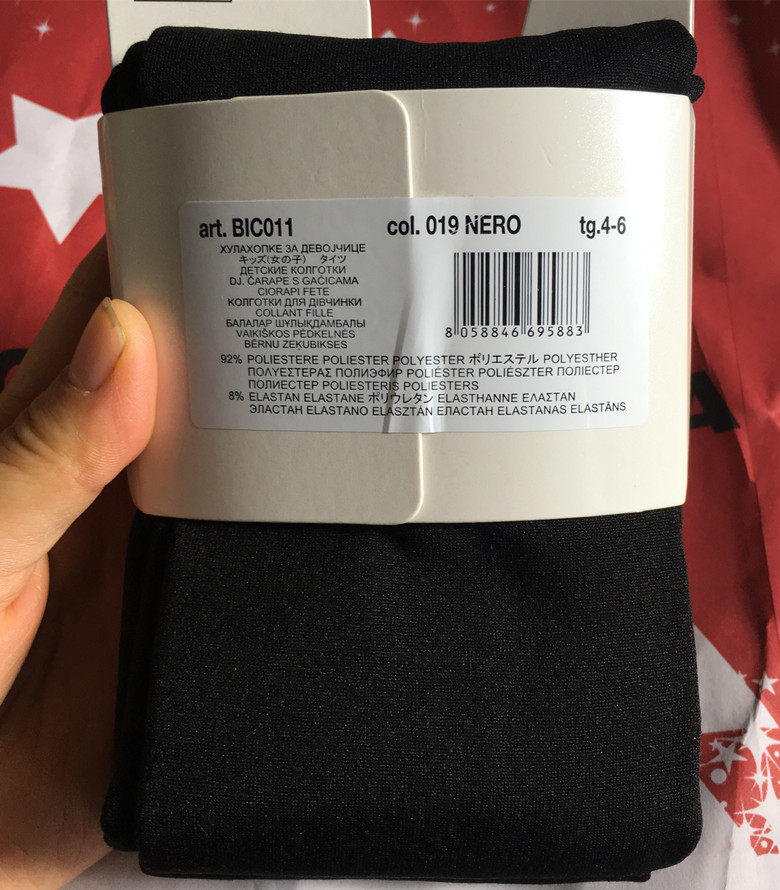 art. BIC011 col. 019 NERO tg.4-6
ХУЛАХОПКЕ ЗА ДЕВОЈЧИЦЕ
キッズ(女の子) タイツ
ДЕТСКИЕ КОЛГОТКИ
DJ. ČARAPE S GAĆICAMA
CIORAPI FETE
КОЛГОТКИ ДЛЯ ДІВЧИНКИ
COLLANT FILLE
БАЛАЛАР ШҰЛЫҚДАМБАЛЫ
VAIKIŠKOS PĖDKELNĖS
BĒRNU ZEĶUBIKSES
8 058846 695883
92% POLIESTERE POLIESTER POLYESTER ポリエステル POLYESTHER
ΠΟΛΥΕΣΤΕΡΑΣ ПОЛИЭФИР POLIÉSTER POLIÉSZTER ПОЛІЕСТЕР
ПОЛИЕСТЕР POLIESTERIS POLIESTERS
8% ELASTAN ELASTANE ポリウレタン ELASTHANNE ΕΛΑΣΤΑΝ
ЭЛАСТАН ELASTANO ELASZTÁN ЕЛАСТАН ELASTANAS ELASTĀNS